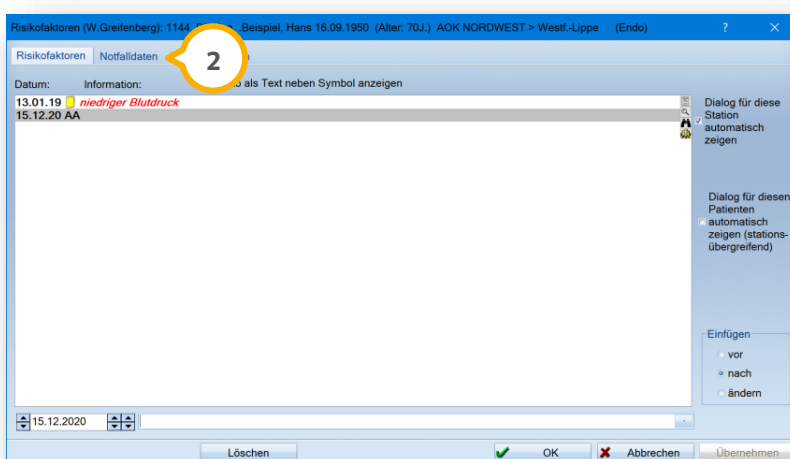 Risikofaktoren (W.Greifenberg): 1144, .Beispiel, Hans 16.09.1950 (Alter: 70J.) AOK NORDWEST > Westf.-Lippe (Endo) ? ×
Risikofaktoren Notfalldaten
2
Datum: Information: als Text neben Symbol anzeigen
13.01.19 niedriger Blutdruck
15.12.20 AA
Dialog für diese
Station
automatisch
zeigen
Dialog für diesen
Patienten
automatisch
zeigen (stations-
übergreifend)
Einfügen
vor
nach
ändern
15.12.2020
Löschen OK Abbrechen Übernehmen